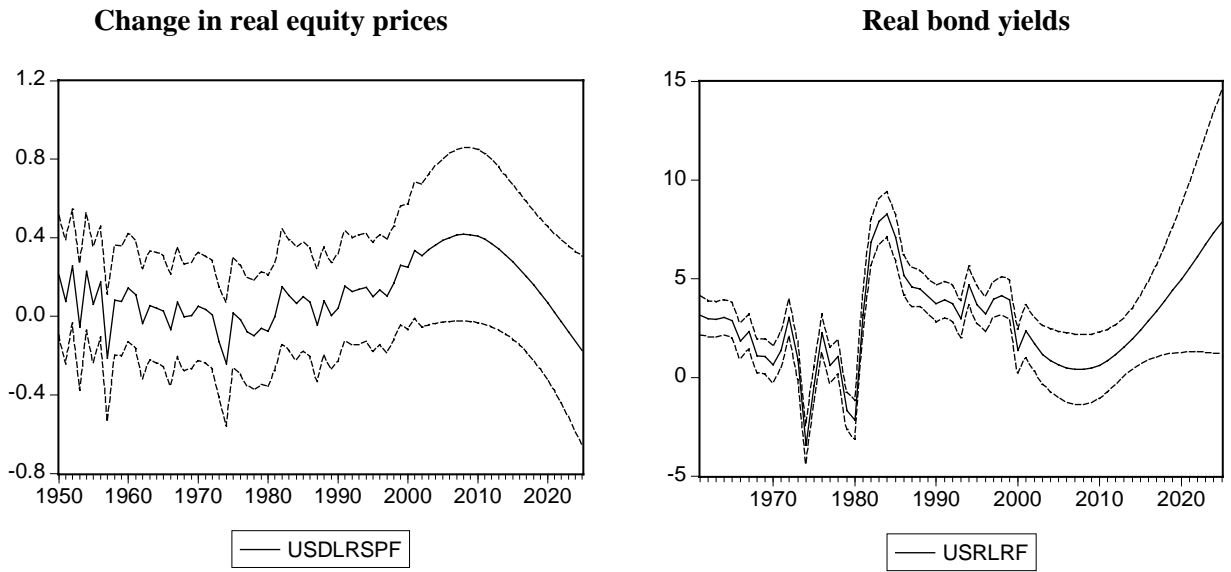 Change in real equity prices
Real bond yields
1.2
0.8
0.4
0.0
-0.4
-0.8
1950 1960 1970 1980 1990 2000 2010 2020
USDLRSPF
15
10
5
0
-5
1970 1980 1990 2000 2010 2020
USRLRF